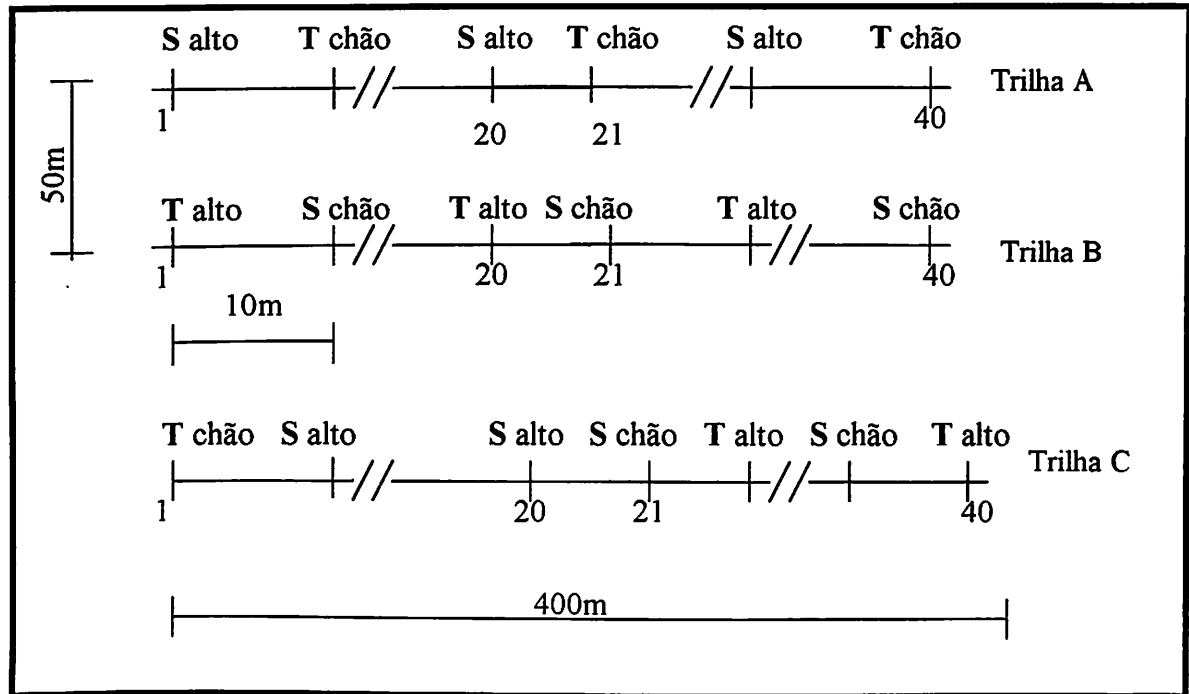 S alto T chão S alto T chão S alto T chão
Trilha A
1 20 21 40
50m
T alto S chão T alto S chão T alto S chão
Trilha B
1 20 21 40
10m
T chão S alto S alto S chão T alto S chão T alto
Trilha C
1 20 21 40
400m